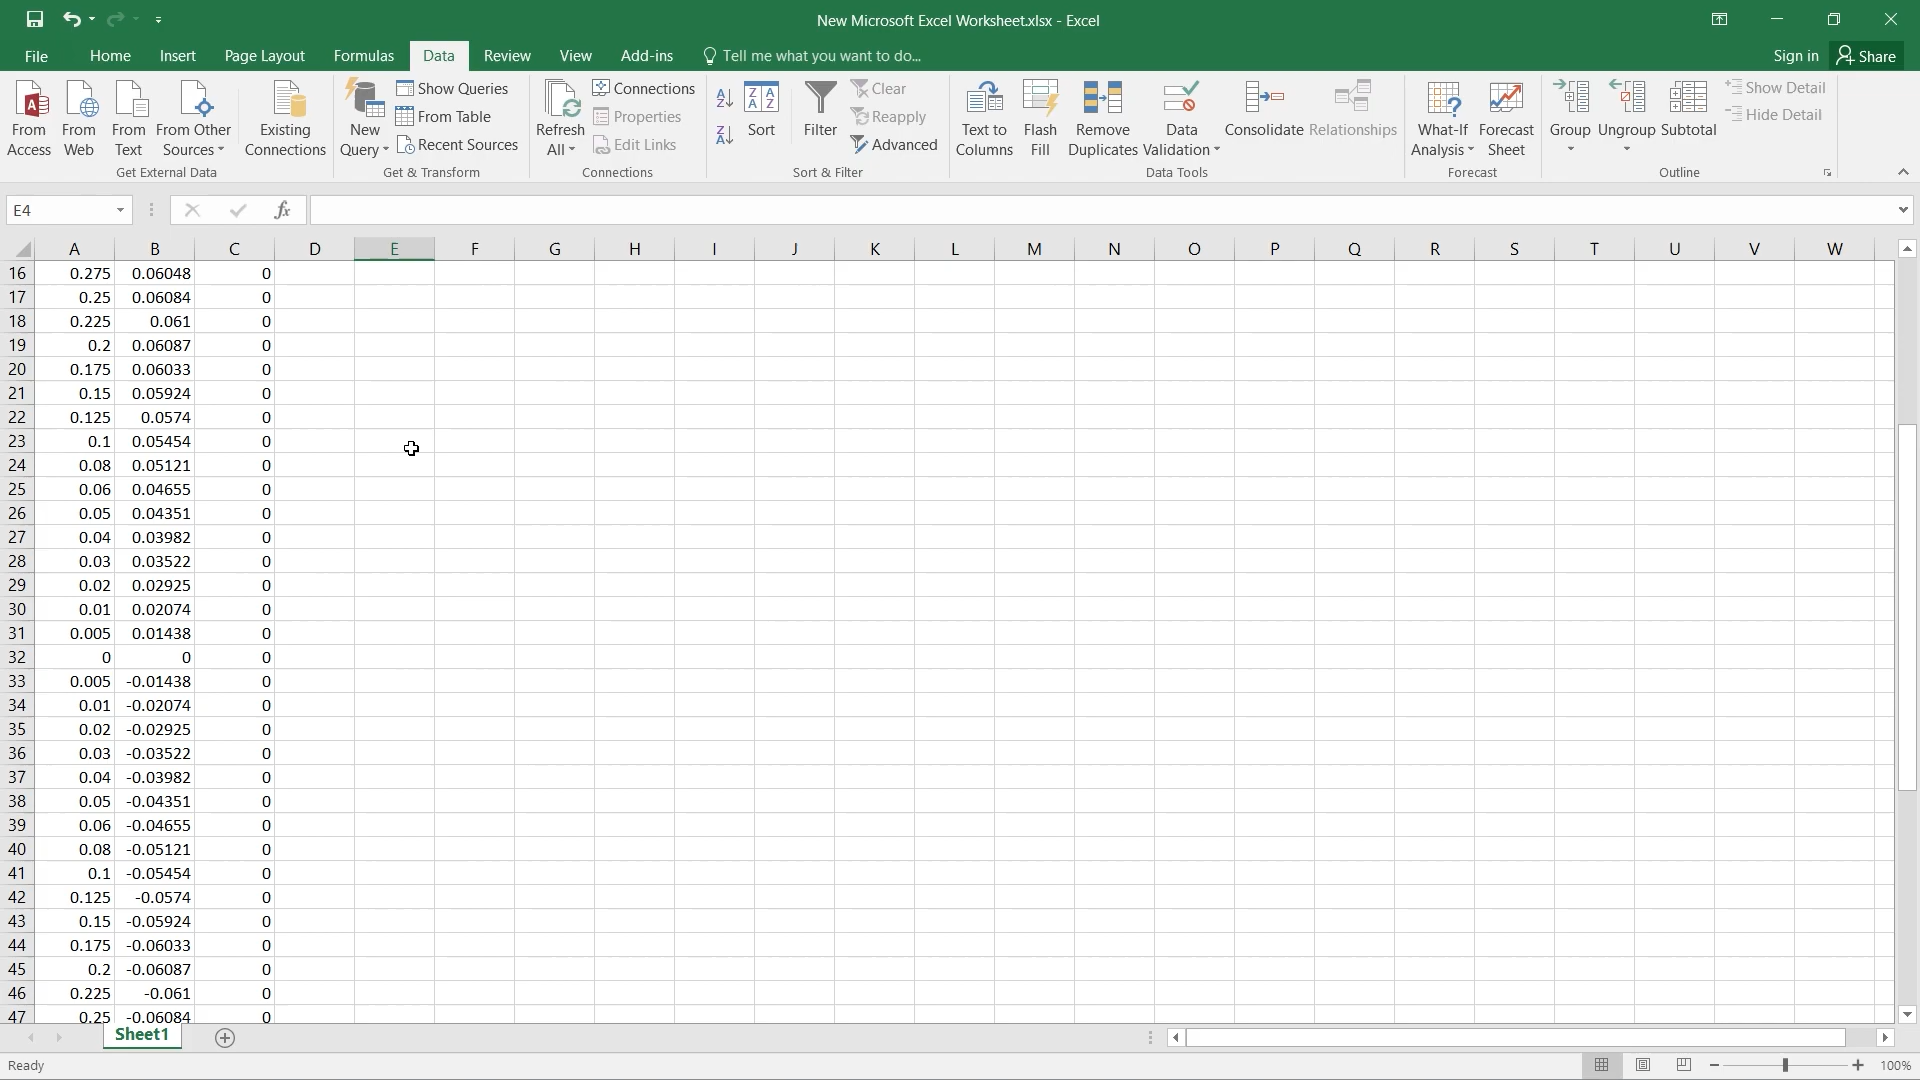 New Microsoft Excel Worksheet.xlsx - Excel
File Home Insert Page Layout Formulas Data Review View Add-ins Tell me what you want to do... Sign in Share
From Access From Web From Text From Other Sources Existing Connections
Get External Data
New Query Show Queries From Table Recent Sources
Get & Transform
Refresh All Connections Properties Edit Links
Connections
A Z Z A Sort Filter Clear Reapply Advanced
Sort & Filter
Text to Columns Flash Fill Remove Duplicates Data Validation Consolidate Relationships
Data Tools
What-If Analysis Forecast Sheet
Forecast
Group Ungroup Subtotal Show Detail Hide Detail
Outline
E4 fx
A B C D E F G H I J K L M N O P Q R S T U V W
16 0.275 0.06048 0
17 0.25 0.06084 0
18 0.225 0.061 0
19 0.2 0.06087 0
20 0.175 0.06033 0
21 0.15 0.05924 0
22 0.125 0.0574 0
23 0.1 0.05454 0
24 0.08 0.05121 0
25 0.06 0.04655 0
26 0.05 0.04351 0
27 0.04 0.03982 0
28 0.03 0.03522 0
29 0.02 0.02925 0
30 0.01 0.02074 0
31 0.005 0.01438 0
32 0 0 0
33 0.005 -0.01438 0
34 0.01 -0.02074 0
35 0.02 -0.02925 0
36 0.03 -0.03522 0
37 0.04 -0.03982 0
38 0.05 -0.04351 0
39 0.06 -0.04655 0
40 0.08 -0.05121 0
41 0.1 -0.05454 0
42 0.125 -0.0574 0
43 0.15 -0.05924 0
44 0.175 -0.06033 0
45 0.2 -0.06087 0
46 0.225 -0.061 0
47 0.25 -0.06084 0
Sheet1
Ready 100%